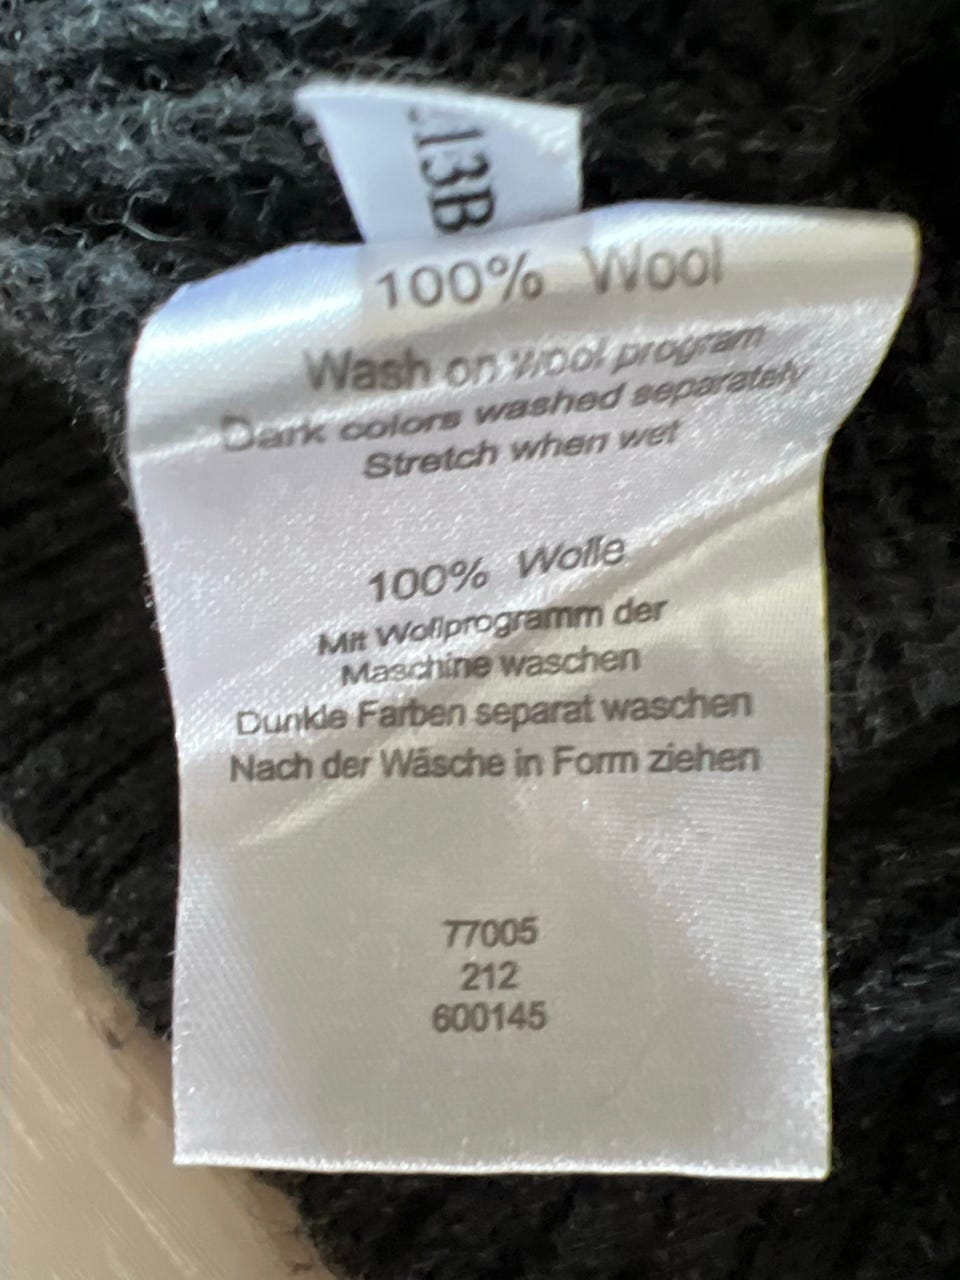 13B
100% Wool
Wash on wool program
Dark colors washed separately
Stretch when wet
100% Wolle
Mit Wollprogramm der
Maschine waschen
Dunkle Farben separat waschen
Nach der Wäsche in Form ziehen
77005
212
600145